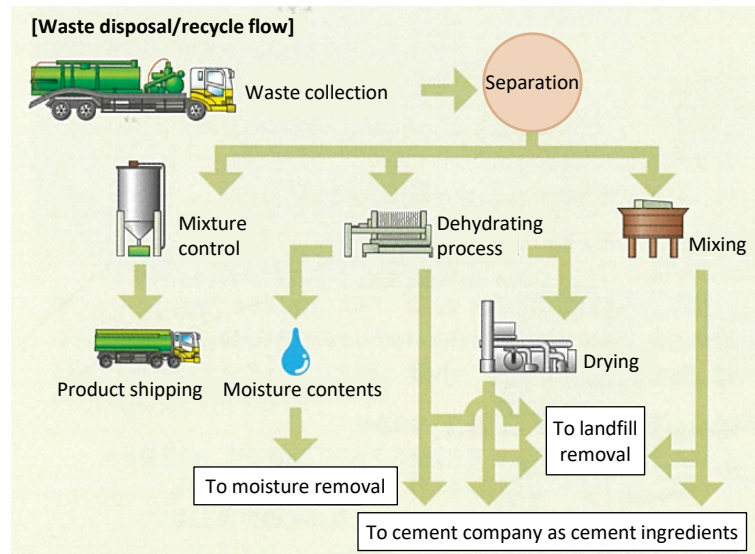 [Waste disposal/recycle flow]
Waste collection
Separation
Mixture
control
Dehydrating
process
Mixing
Product shipping
Moisture contents
Drying
To landfill
removal
To moisture removal
To cement company as cement ingredients